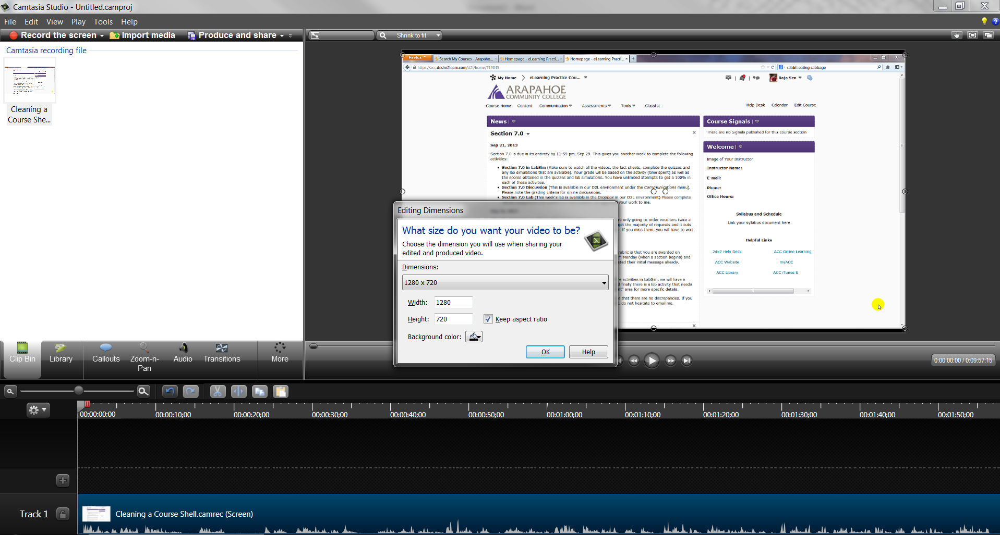 Camtasia Studio - Untitled.camproj
File Edit View Play Tools Help
Record the screen Import media Produce and share
Shrink to fit
Camtasia recording file
Cleaning a
Course She...
Firefox
Search My Courses - Arapaho...
Homepage - eLearning Practi...
Homepage - eLearning Practi...
https://acc.desire2learn.com/d2l/home/719045
rabbit eating cabbage
My Home eLearning Practice Cou...
Raja Sen
ARAPAHOE
COMMUNITY COLLEGE
Course Home Content Communication Assessments Tools Classlist
Help Desk Calendar Edit Course
News
Section 7.0
Sep 21, 2013
Section 7.0 is due in its entirety by 11:59 pm, Sep 29. This gives you another week to complete the following
activities:
• Section 7.0 in LabSim (Make sure to watch all the videos, the fact sheets, complete the quizzes and
any lab simulations that are available). Your grade will be based on the activity (time spent) as well as
the scores obtained in the quizzes and lab simulations. You have unlimited attempts to get a 100% in
each of these activities.
• Section 7.0 Discussion (This is available in our D2L environment under the Communications menu).
Please note the grading criteria for online discussions.
• Section 7.0 Lab (This week's lab is available in the Dropbox in our D2L environment) Please complete
your work to me.
re only going to order vouchers twice a
get the majority of requests and it cuts
If you miss them, you will have to wait
rubric is that you are awarded on
m Monday (when a section begins) and
sted their initial message already.
e activities in LabSim, we will have a
d finally there is a lab activity that needs
nt" area for more specific details.
e that there are no discrepancies. If you
, do not hesitate to email me.
Course Signals
There are no Signals published for this course section
Welcome
Image of Your Instructor
Instructor Name:
E-mail:
Phone:
Office Hours:
Syllabus and Schedule
Link your syllabus document here
Helpful Links
24x7 Help Desk ACC Online Learning
ACC Website myACC
ACC Library ACC iTunes U
Editing Dimensions
What size do you want your video to be?
Choose the dimension you will use when sharing your
edited and produced video.
Dimensions:
1280 x 720
Width: 1280
Height: 720 Keep aspect ratio
Background color:
OK Help
Clip Bin Library Callouts Zoom-n-
Pan Audio Transitions More
0:00:00;00 / 0:09:57;15
00:00:00;00 00:00:10;00 00:00:20;00 00:00:30;00 00:00:40;00 00:00:50;00 00:01:00;00 00:01:10;00 00:01:20;00 00:01:30;00 00:01:40;00 00:01:50;00
Track 1
Cleaning a Course Shell.camrec (Screen)